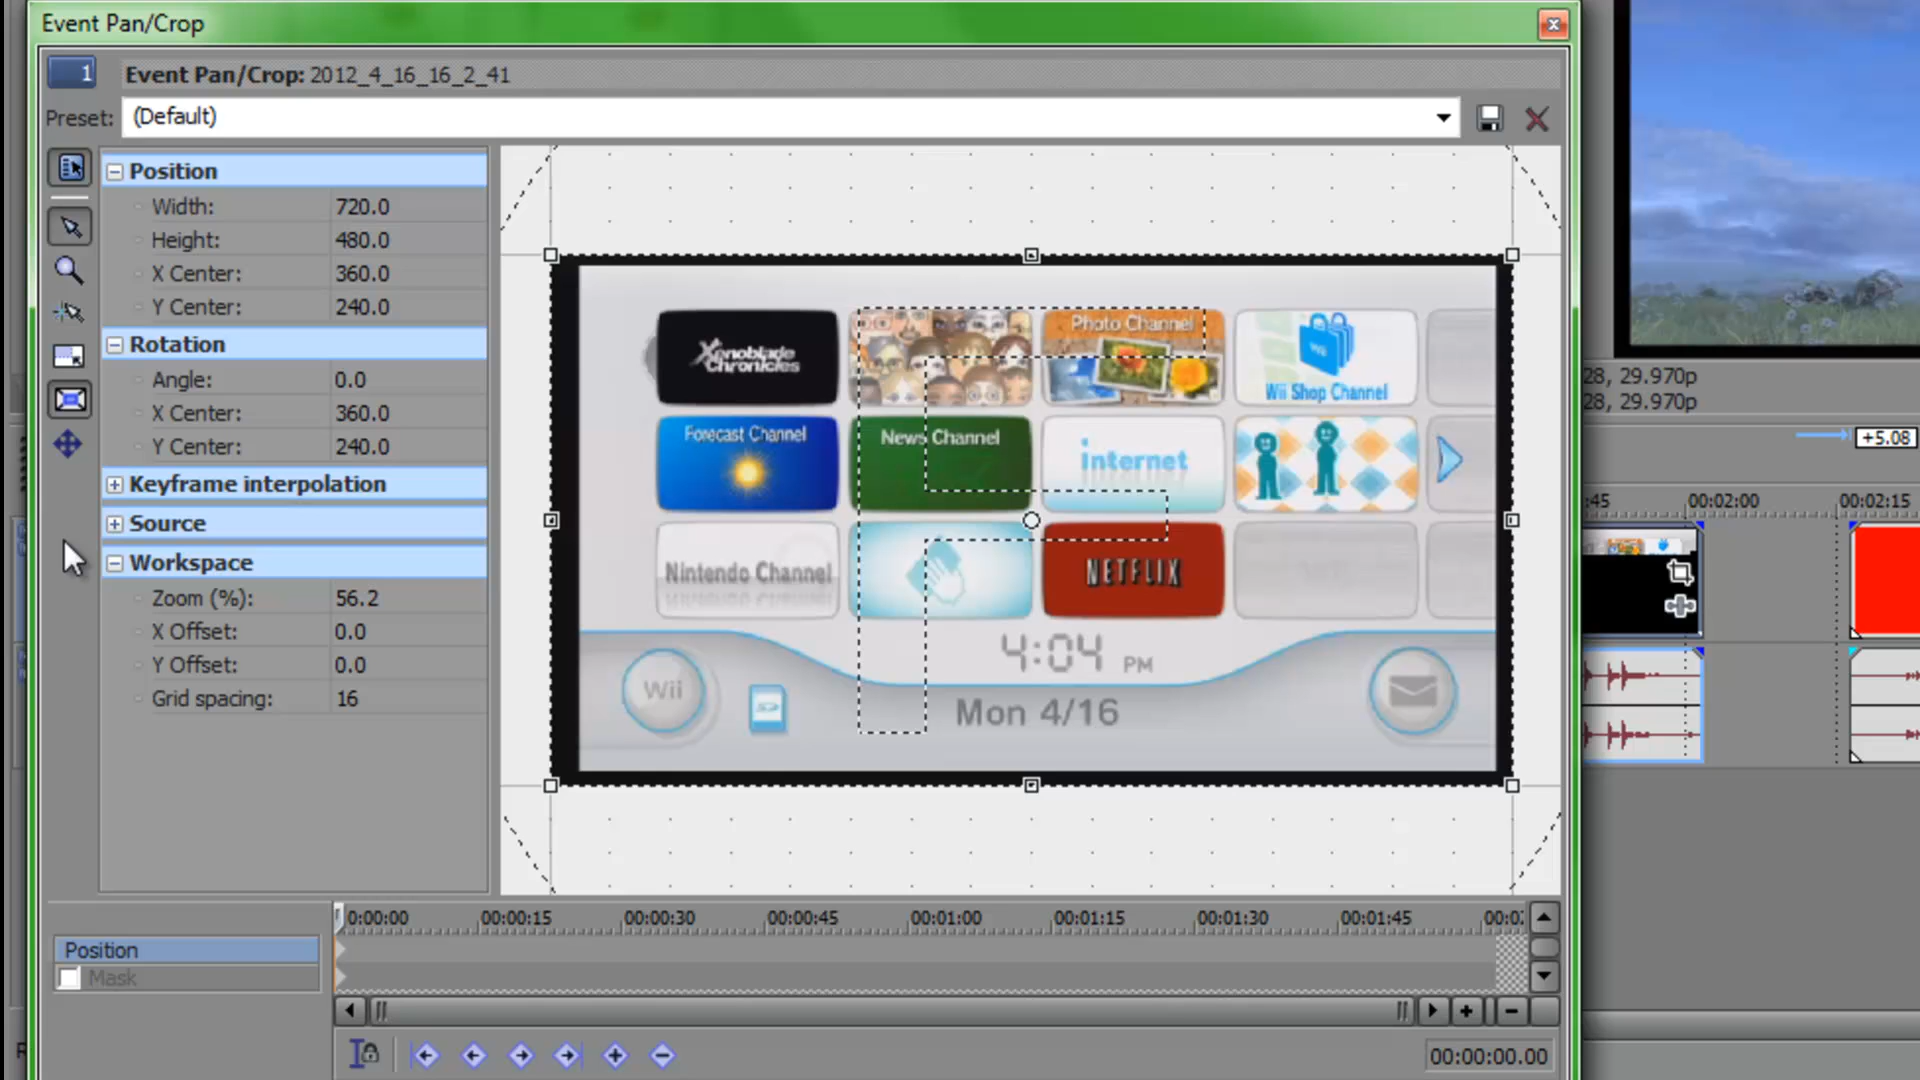 Event Pan/Crop
1
Event Pan/Crop: 2012_4_16_16_2_41
Preset:
(Default)
Position
Width: 720.0
Height: 480.0
X Center: 360.0
Y Center: 240.0
Rotation
Angle: 0.0
X Center: 360.0
Y Center: 240.0
Keyframe interpolation
Source
Workspace
Zoom (%): 56.2
X Offset: 0.0
Y Offset: 0.0
Grid spacing: 16
Xenoblade
Chronicles
Photo Channel
Wii
Wii Shop Channel
Forecast Channel
News Channel
internet
Nintendo Channel
NETFLIX
4:04 PM
Wii
Mon 4/16
28, 29.970p
28, 29.970p
+5.08
:45 00:02:00 00:02:15
0:00:00 00:00:15 00:00:30 00:00:45 00:01:00 00:01:15 00:01:30 00:01:45 00:0
Position
Mask
00:00:00.00